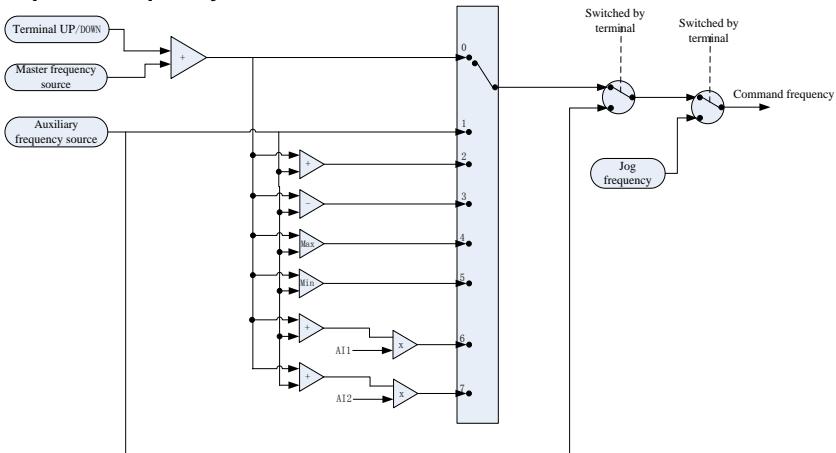 Terminal UP/DOWN
Master frequency
source
Auxiliary
frequency source
+
0
1
+
2
-
3
Max
4
Min
5
+
AI1
x
6
+
AI2
x
7
Switched by
terminal
Switched by
terminal
Command frequency
Jog
frequency